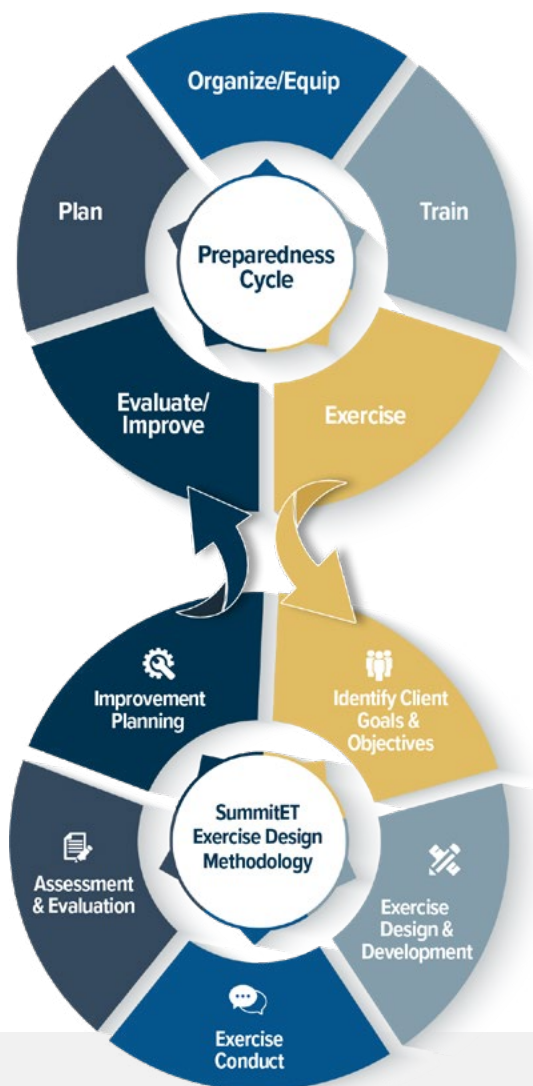 Organize/Equip
Plan
Train
Preparedness
Cycle
Evaluate/
Improve
Exercise
Improvement
Planning
Identify Client
Goals &
Objectives
SummitET
Exercise Design
Methodology
Assessment
& Evaluation
Exercise
Design &
Development
Exercise
Conduct